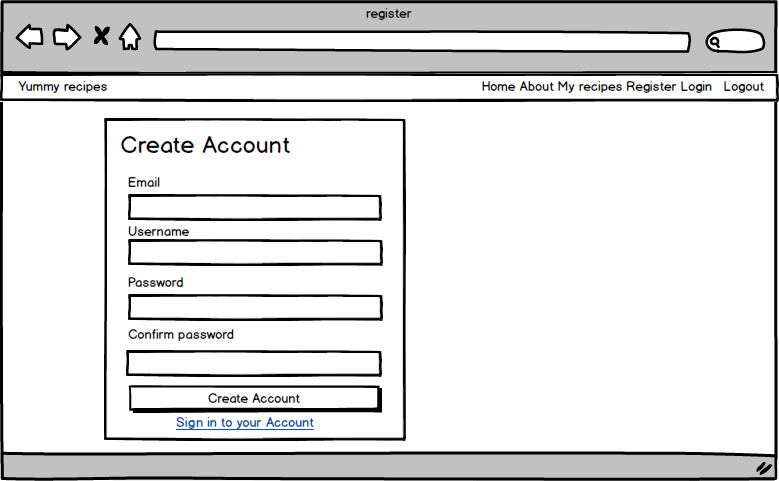 register
Yummy recipes Home About My recipes Register Login Logout
Create Account
Email
Username
Password
Confirm password
Create Account
Sign in to your Account